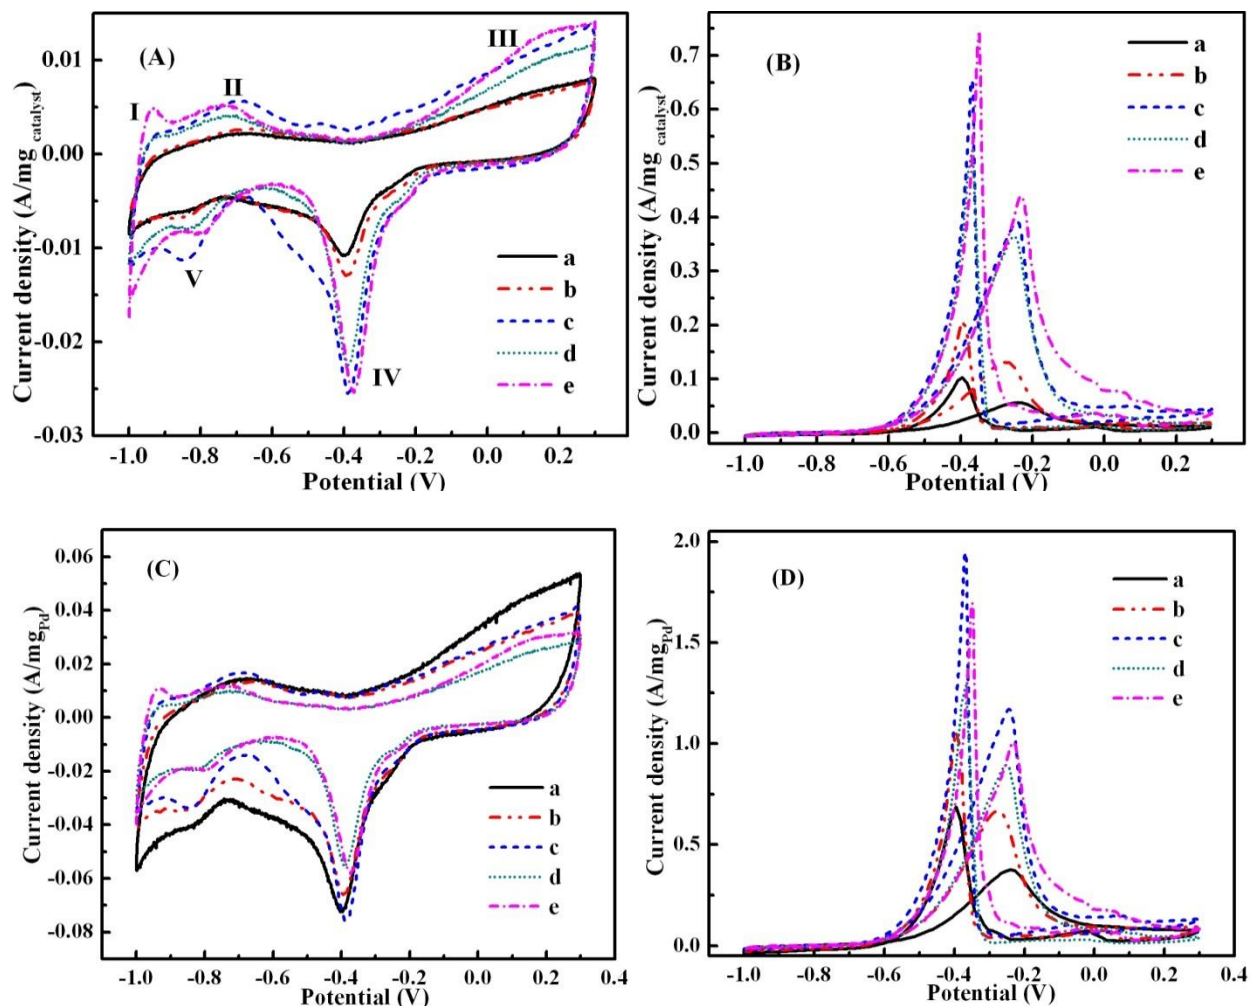 (A)
I
II
III
IV
V
a
b
c
d
e
0.01
0.00
-0.01
-0.02
-0.03
Current density (A/mg catalyst)
-1.0 -0.8 -0.6 -0.4 -0.2 0.0 0.2
Potential (V)
(B)
a
b
c
d
e
0.7
0.6
0.5
0.4
0.3
0.2
0.1
0.0
Current density (A/mg catalyst)
-1.0 -0.8 -0.6 -0.4 -0.2 0.0 0.2
Potential (V)
(C)
a
b
c
d
e
0.06
0.04
0.02
0.00
-0.02
-0.04
-0.06
-0.08
Current density (A/mgPd)
-1.0 -0.8 -0.6 -0.4 -0.2 0.0 0.2 0.4
Potential (V)
(D)
a
b
c
d
e
2.0
1.5
1.0
0.5
0.0
Current density (A/mgPd)
-1.0 -0.8 -0.6 -0.4 -0.2 0.0 0.2 0.4
Potential (V)